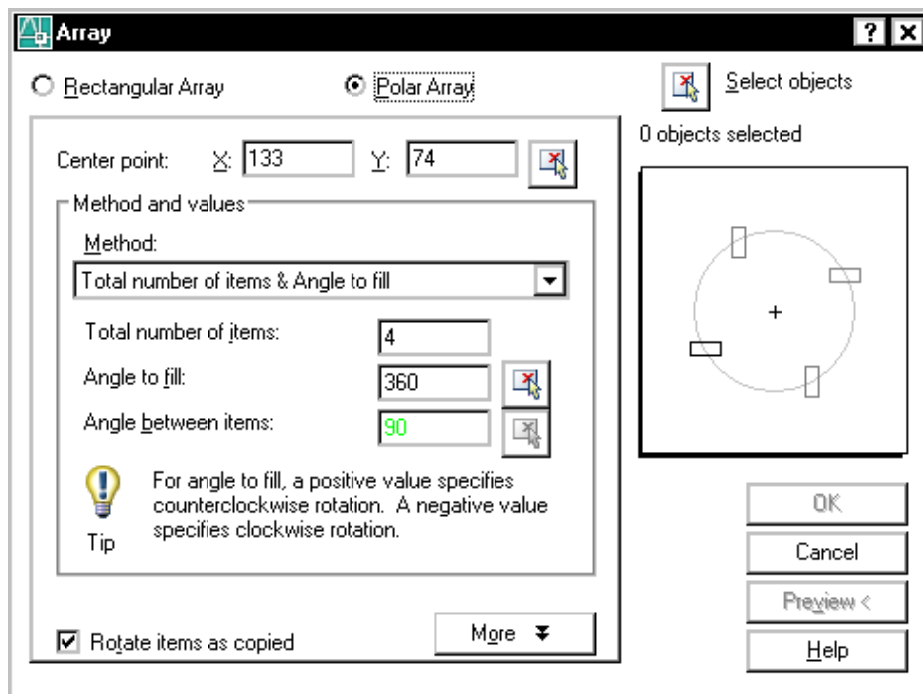 Array
Rectangular Array
Polar Array
Select objects
0 objects selected
Center point: X: 133 Y: 74
Method and values
Method:
Total number of items & Angle to fill
Total number of items: 4
Angle to fill: 360
Angle between items: 90
For angle to fill, a positive value specifies
counterclockwise rotation. A negative value
specifies clockwise rotation.
Tip
Rotate items as copied
More
OK
Cancel
Preview <
Help